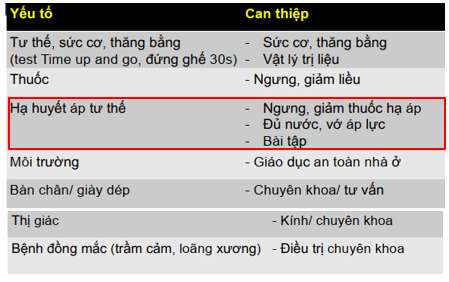 Yếu tố Can thiệp
Tư thế, sức cơ, thăng bằng - Sức cơ, thăng bằng
(test Time up and go, đứng ghế 30s) - Vật lý trị liệu
Thuốc - Ngưng, giảm liều
Hạ huyết áp tư thế - Ngưng, giảm thuốc hạ áp
- Đủ nước, vớ áp lực
- Bài tập
Môi trường - Giáo dục an toàn nhà ở
Bàn chân/ giày dép - Chuyên khoa/ tư vấn
Thị giác - Kính/ chuyên khoa
Bệnh đồng mắc (trầm cảm, loãng xương) - Điều trị chuyên khoa